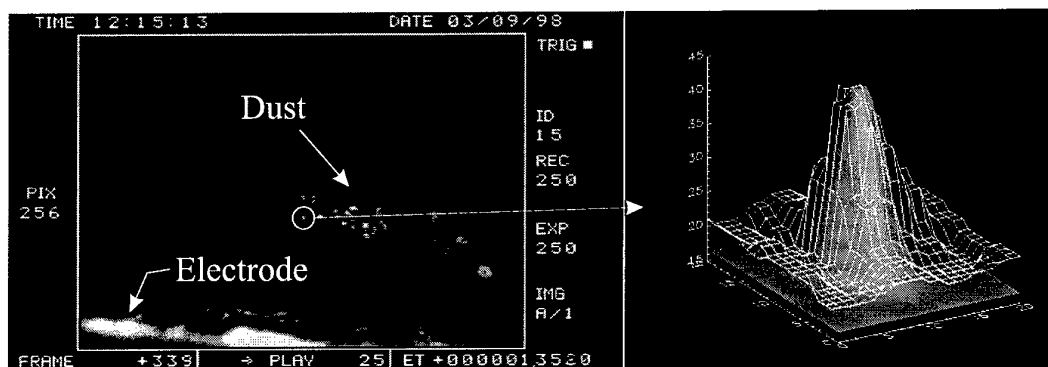 TIME 12:15:13 DATE 03/09/98
TRIG
Dust
ID
15
REC
250
PIX
256
EXP
250
Electrode
IMG
A/1
FRAME +339 → PLAY 25 ET +000000
45
40
35
30
25
20
15